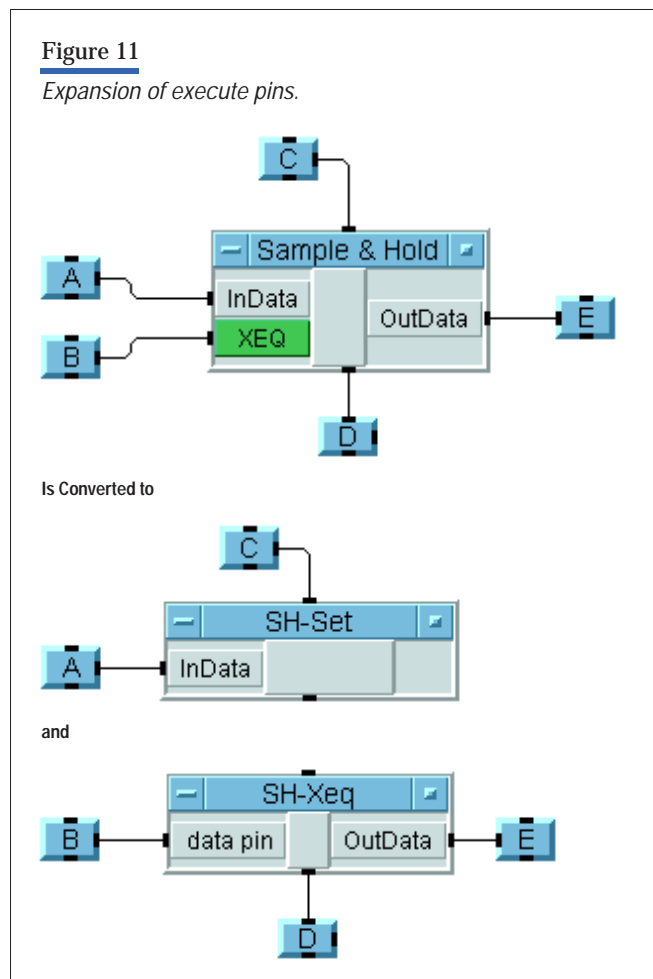 Figure 11
Expansion of execute pins.
C
Sample & Hold
A
InData
OutData
E
B
XEQ
D
Is Converted to
C
SH-Set
A
InData
and
SH-Xeq
B
data pin
OutData
E
D